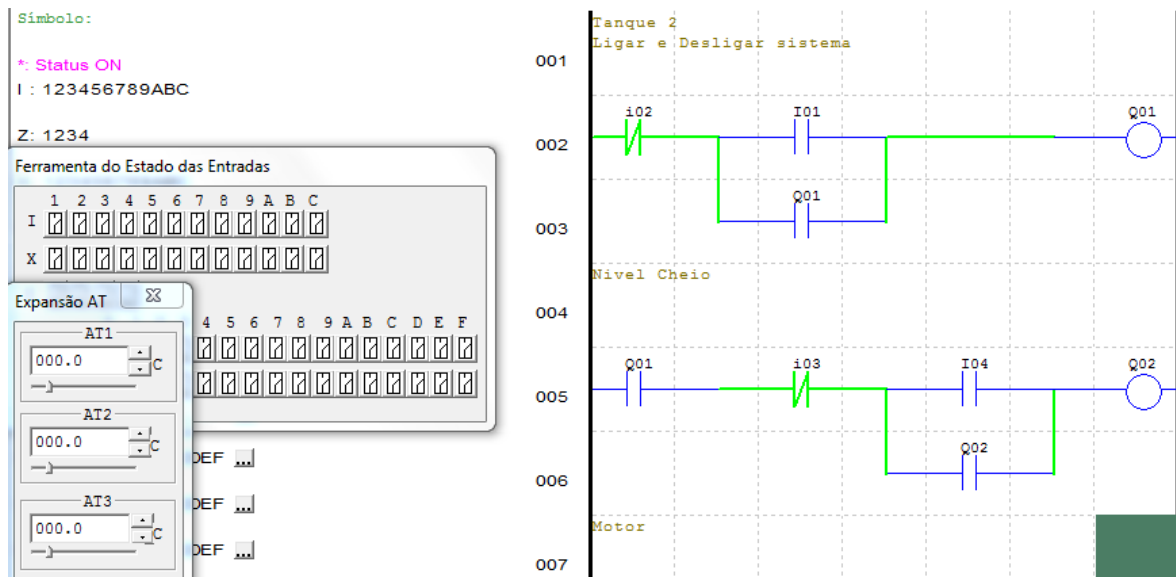 Símbolo:
*: Status ON
I : 123456789ABC
Z: 1234
Ferramenta do Estado das Entradas
1 2 3 4 5 6 7 8 9 A B C
I
X
4 5 6 7 8 9 A B C D E F
Expansão AT
AT1
000.0 C
AT2
000.0 C
AT3
000.0 C
DEF ...
DEF ...
DEF ...
Tanque 2
Ligar e Desligar sistema
001
i02 I01 Q01
002
Q01
003
Nivel Cheio
004
Q01 i03 I04 Q02
005
Q02
006
Motor
007